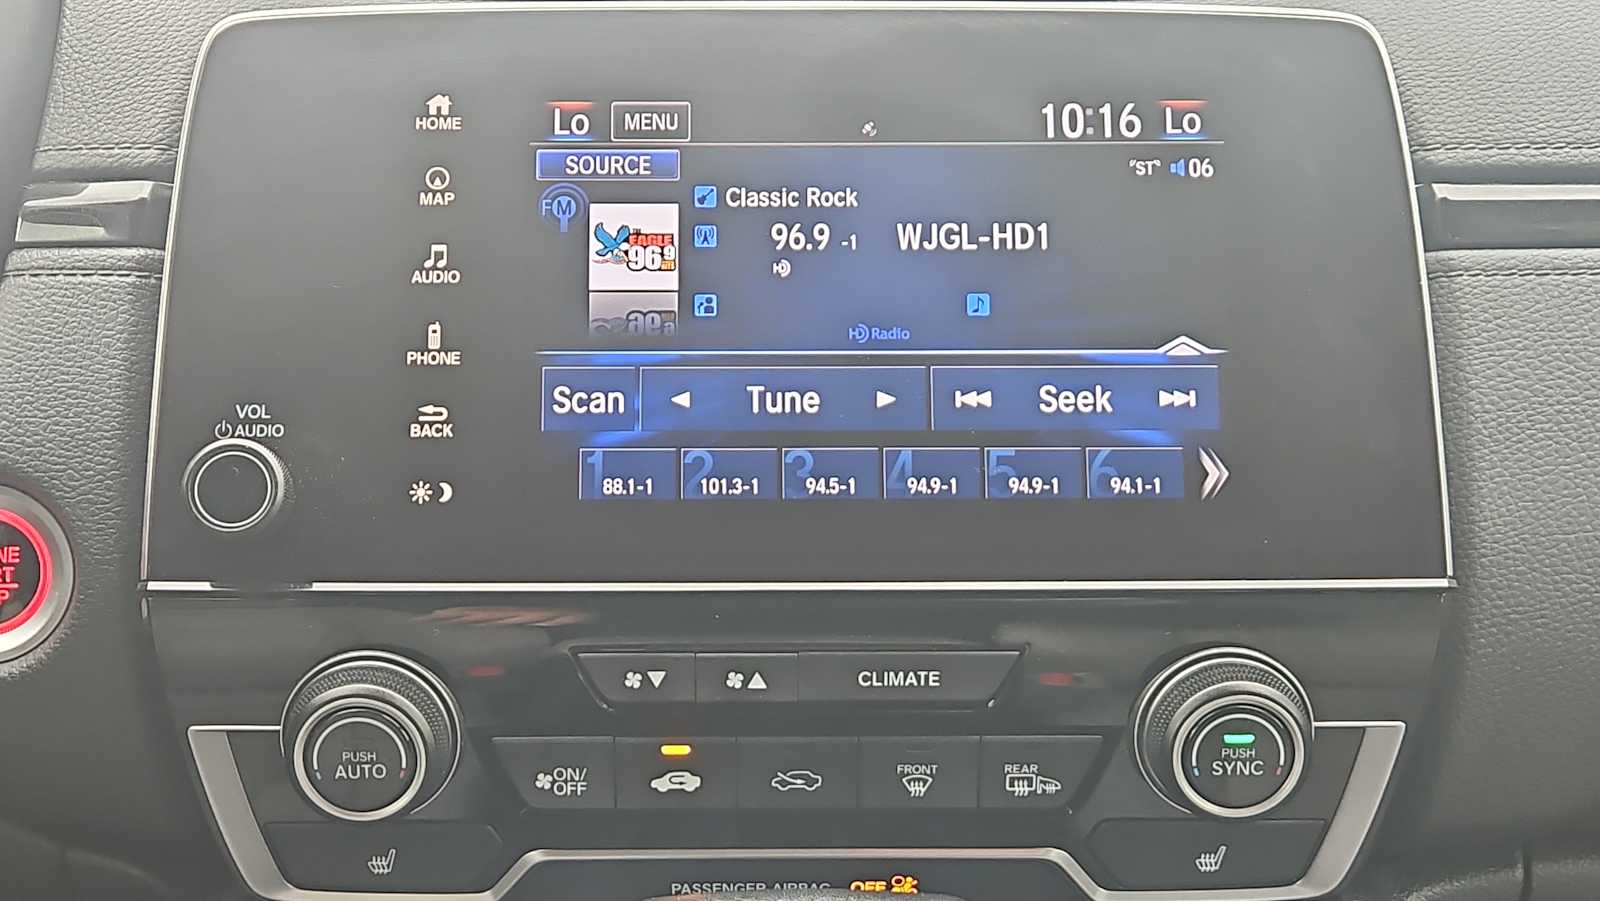 HOME
MAP
AUDIO
PHONE
BACK
VOL
AUDIO
Lo MENU 10:16 Lo
SOURCE "ST" 06
FM
THE
EAGLE
96.9
Classic Rock
96.9 -1 WJGL-HD1
HD
HD Radio
Scan Tune Seek
1 88.1-1
2 101.3-1
3 94.5-1
4 94.9-1
5 94.9-1
6 94.1-1
CLIMATE
PUSH
AUTO
ON/
OFF
FRONT
REAR
PUSH
SYNC
PASSENGER AIRBAG OFF